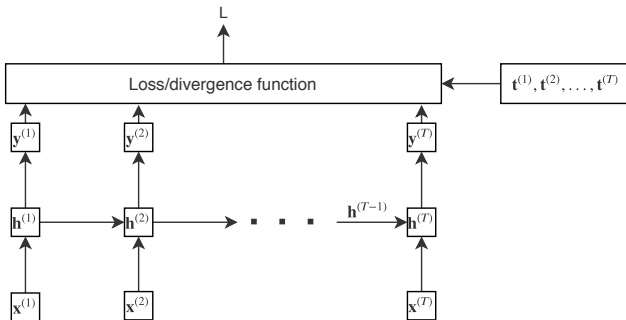 L
Loss/divergence function
t^(1), t^(2), . . . , t^(T)
y^(1) y^(2) y^(T)
h^(T−1)
h^(1) h^(2) . . . h^(T)
x^(1) x^(2) x^(T)